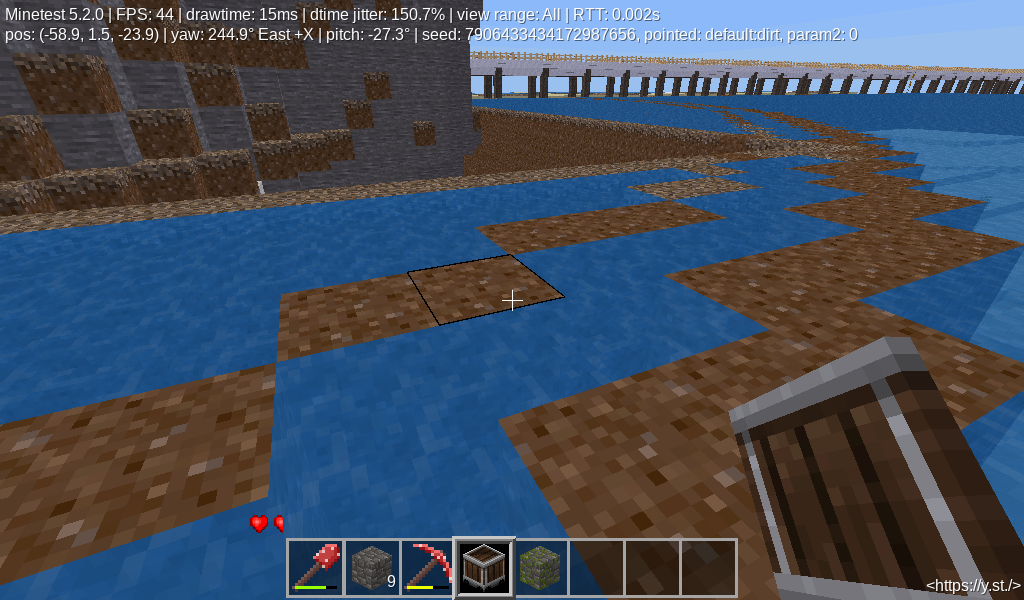 Minetest 5.2.0 | FPS: 44 | drawtime: 15ms | dtime jitter: 150.7% | view range: All | RTT: 0.002s
pos: (-58.9, 1.5, -23.9) | yaw: 244.9° East +X | pitch: -27.3° | seed: 7906433434172987656, pointed: default:dirt, param2: 0
9
<https://y.st./>